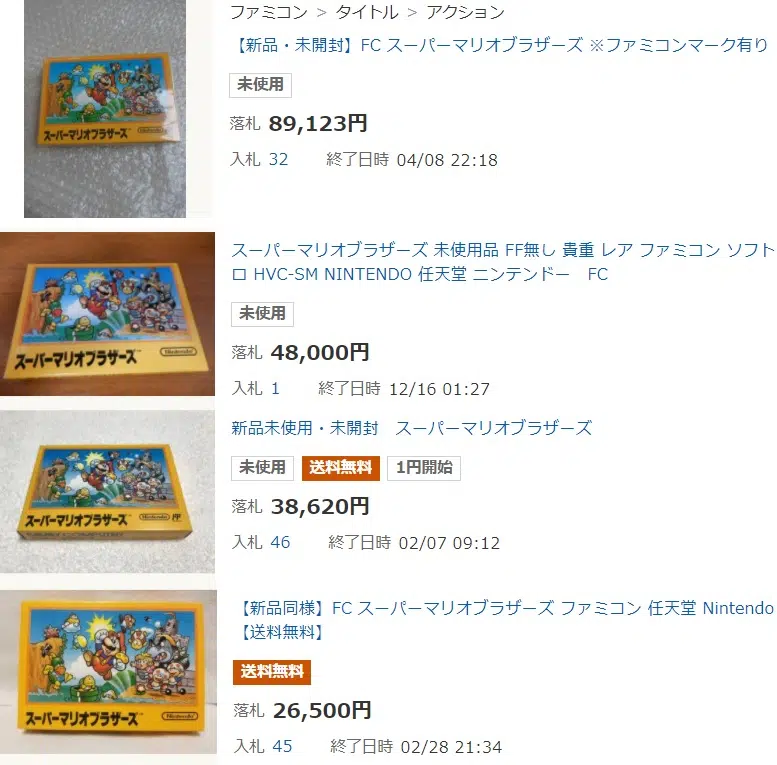 ファミコン > タイトル > アクション
【新品・未開封】FC スーパーマリオブラザーズ ※ファミコンマーク有り
未使用
落札 89,123円
入札 32 終了日時 04/08 22:18
スーパーマリオブラザーズ™
Nintendo
スーパーマリオブラザーズ 未使用品 FF無し 貴重 レア ファミコン ソフト
ロ HVC-SM NINTENDO 任天堂 ニンテンドー FC
未使用
落札 48,000円
入札 1 終了日時 12/16 01:27
スーパーマリオブラザーズ™
Nintendo
新品未使用・未開封 スーパーマリオブラザーズ
未使用 送料無料 1円開始
落札 38,620円
入札 46 終了日時 02/07 09:12
スーパーマリオブラザーズ™
Nintendo
【新品同様】FC スーパーマリオブラザーズ ファミコン 任天堂 Nintendo
【送料無料】
送料無料
落札 26,500円
入札 45 終了日時 02/28 21:34
スーパーマリオブラザーズ™
Nintendo